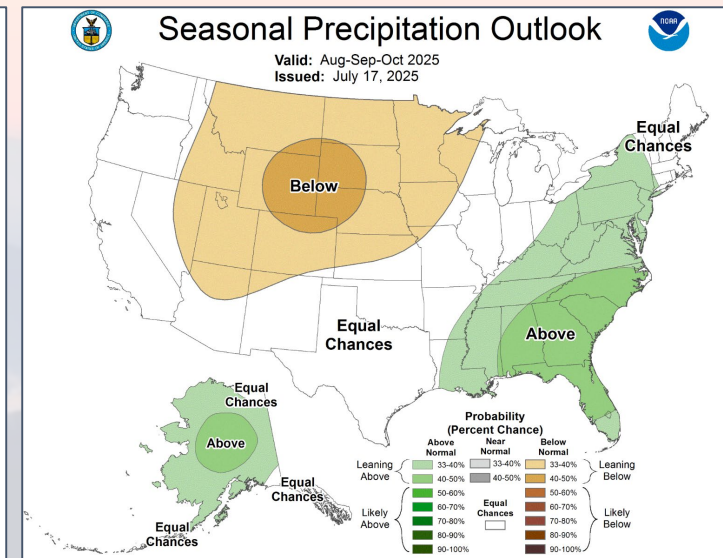 NOAA
Seasonal Precipitation Outlook
Valid: Aug-Sep-Oct 2025
Issued: July 17, 2025
Equal
Chances
Below
Equal
Chances
Above
Equal
Chances
Above
Equal
Chances
Equal
Chances
Probability
(Percent Chance)
Above
Normal
Near
Normal
Below
Normal
Leaning
Above
33-40%
33-40%
33-40%
Leaning
Below
40-50%
40-50%
40-50%
Likely
Above
50-60%
60-70%
70-80%
80-90%
90-100%
Equal
Chances
50-60%
60-70%
70-80%
80-90%
90-100%
Likely
Below